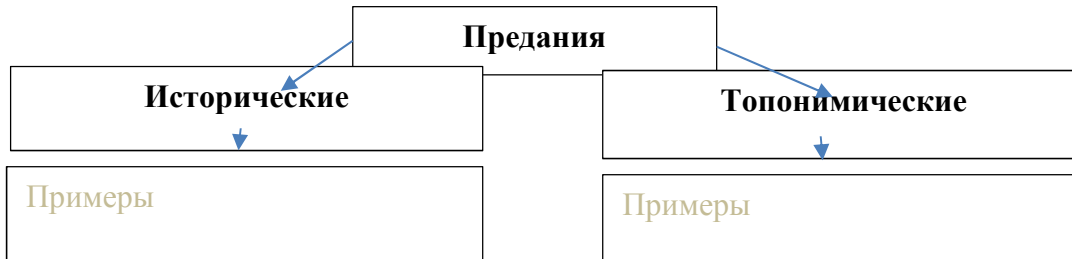 Предания
Исторические
Топонимические
Примеры
Примеры